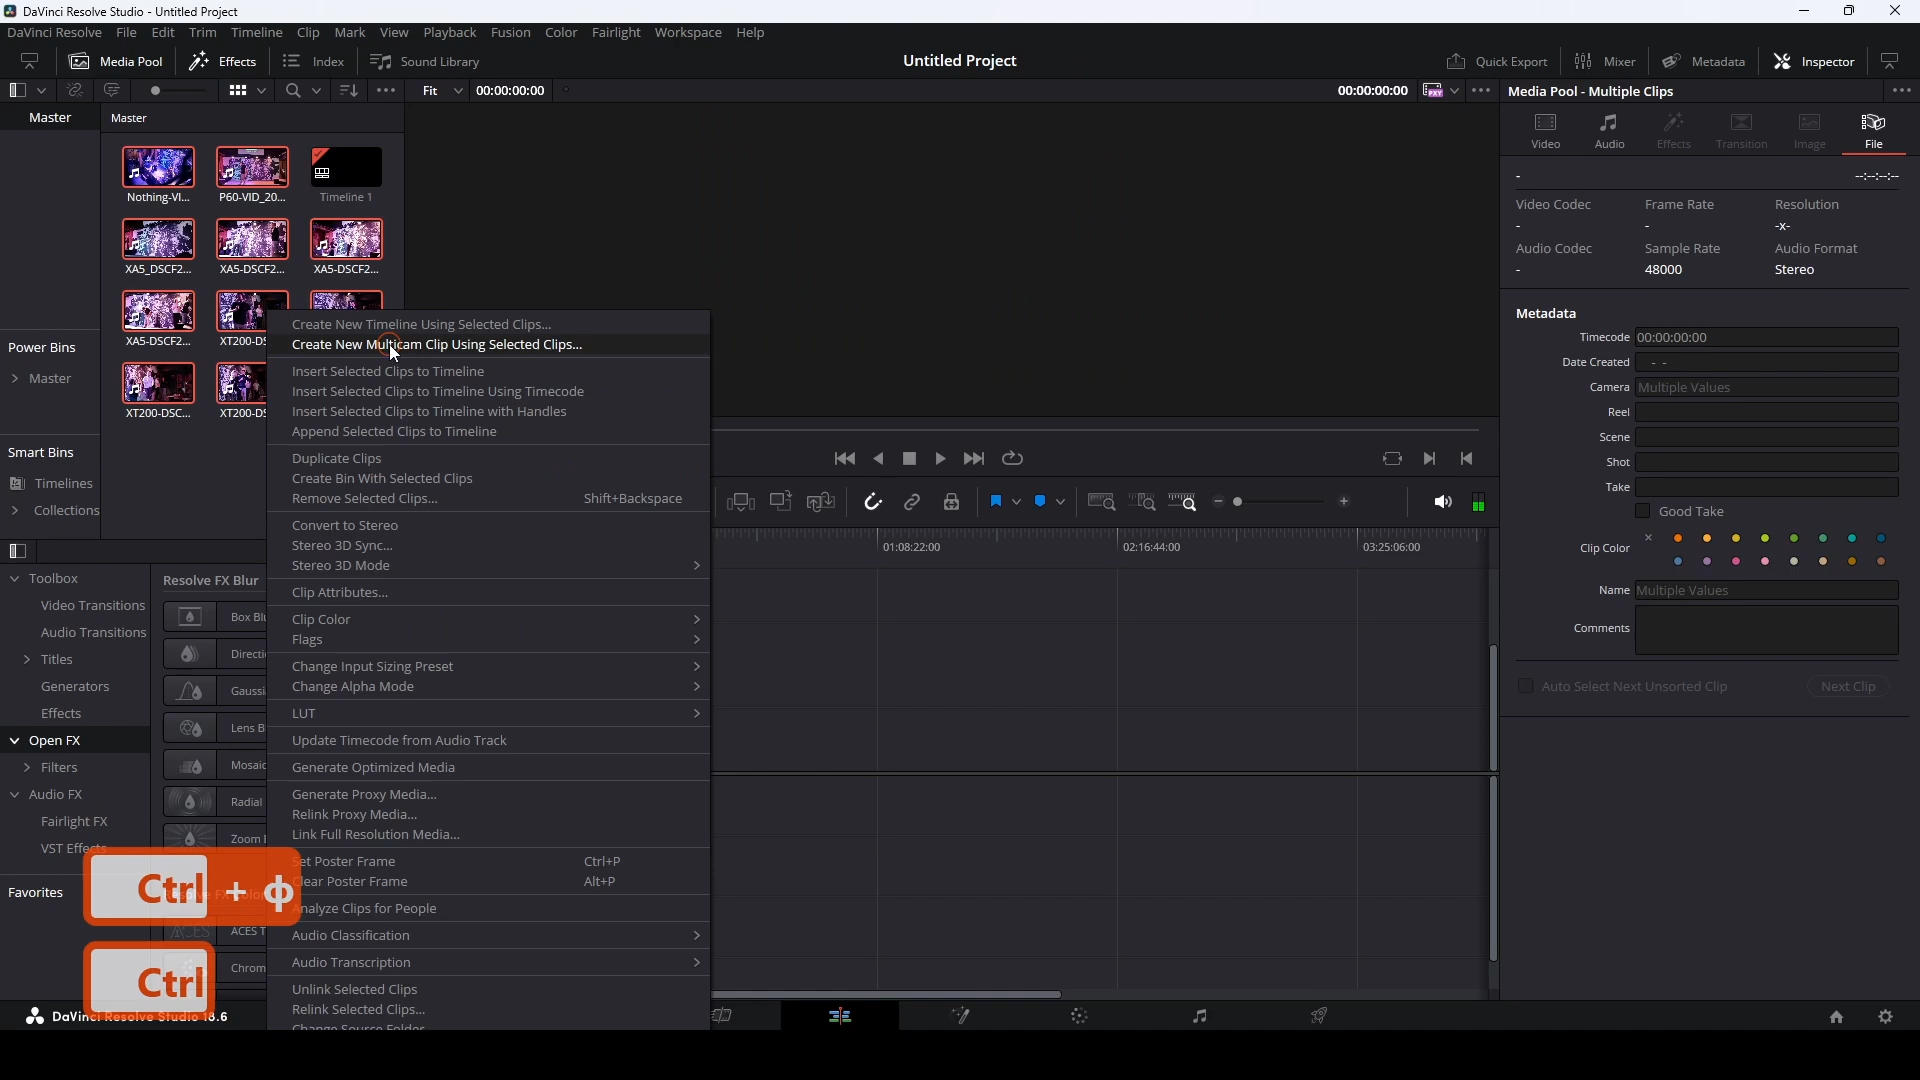 DaVinci Resolve Studio - Untitled Project
DaVinci Resolve File Edit Trim Timeline Clip Mark View Playback Fusion Color Fairlight Workspace Help
Media Pool Effects Index Sound Library Untitled Project Quick Export Mixer Metadata Inspector
Fit 00:00:00:00 00:00:00:00 Media Pool - Multiple Clips
Master Master
Video Audio Effects Transition Image File
Nothing-VI... P60-VID_20... Timeline 1
- --:--:--:--
Video Codec Frame Rate Resolution
- - -x-
Audio Codec Sample Rate Audio Format
- 48000 Stereo
XA5_DSCF2... XA5-DSCF2... XA5-DSCF2...
XA5-DSCF2... XT200-DS
XT200-DSC... XT200-DS
Power Bins
Master
Smart Bins
Timelines
Collections
Create New Timeline Using Selected Clips...
Create New Multicam Clip Using Selected Clips...
Insert Selected Clips to Timeline
Insert Selected Clips to Timeline Using Timecode
Insert Selected Clips to Timeline with Handles
Append Selected Clips to Timeline
Duplicate Clips
Create Bin With Selected Clips
Remove Selected Clips... Shift+Backspace
Convert to Stereo
Stereo 3D Sync...
Stereo 3D Mode
Clip Attributes...
Clip Color
Flags
Change Input Sizing Preset
Change Alpha Mode
LUT
Update Timecode from Audio Track
Generate Optimized Media
Generate Proxy Media...
Relink Proxy Media...
Link Full Resolution Media...
Set Poster Frame Ctrl+P
Clear Poster Frame Alt+P
Analyze Clips for People
Audio Classification
Audio Transcription
Unlink Selected Clips
Relink Selected Clips...
Change Source Folder
01:08:22:00 02:16:44:00 03:25:06:00
Metadata
Timecode 00:00:00:00
Date Created - -
Camera Multiple Values
Reel
Scene
Shot
Take
Good Take
Clip Color
Name Multiple Values
Comments
Auto Select Next Unsorted Clip Next Clip
Toolbox
Video Transitions
Audio Transitions
Titles
Generators
Effects
Open FX
Filters
Audio FX
Fairlight FX
VST Effects
Favorites
Resolve FX Blur
Box Blu
Directi
Gaussi
Lens B
Mosaic
Radial
Zoom
ACES T
Chrom
Ctrl + ф
Ctrl
DaVinci Resolve Studio 18.6